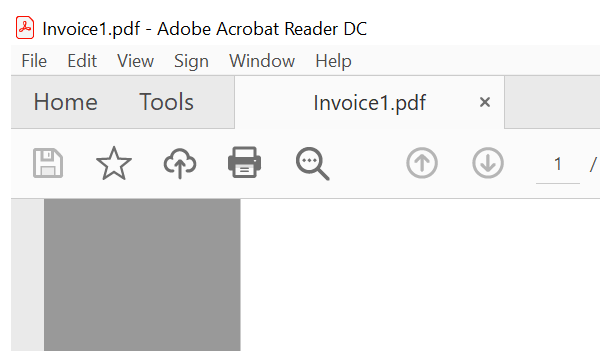 Invoice1.pdf - Adobe Acrobat Reader DC
File Edit View Sign Window Help
Home Tools Invoice1.pdf ×
1 /